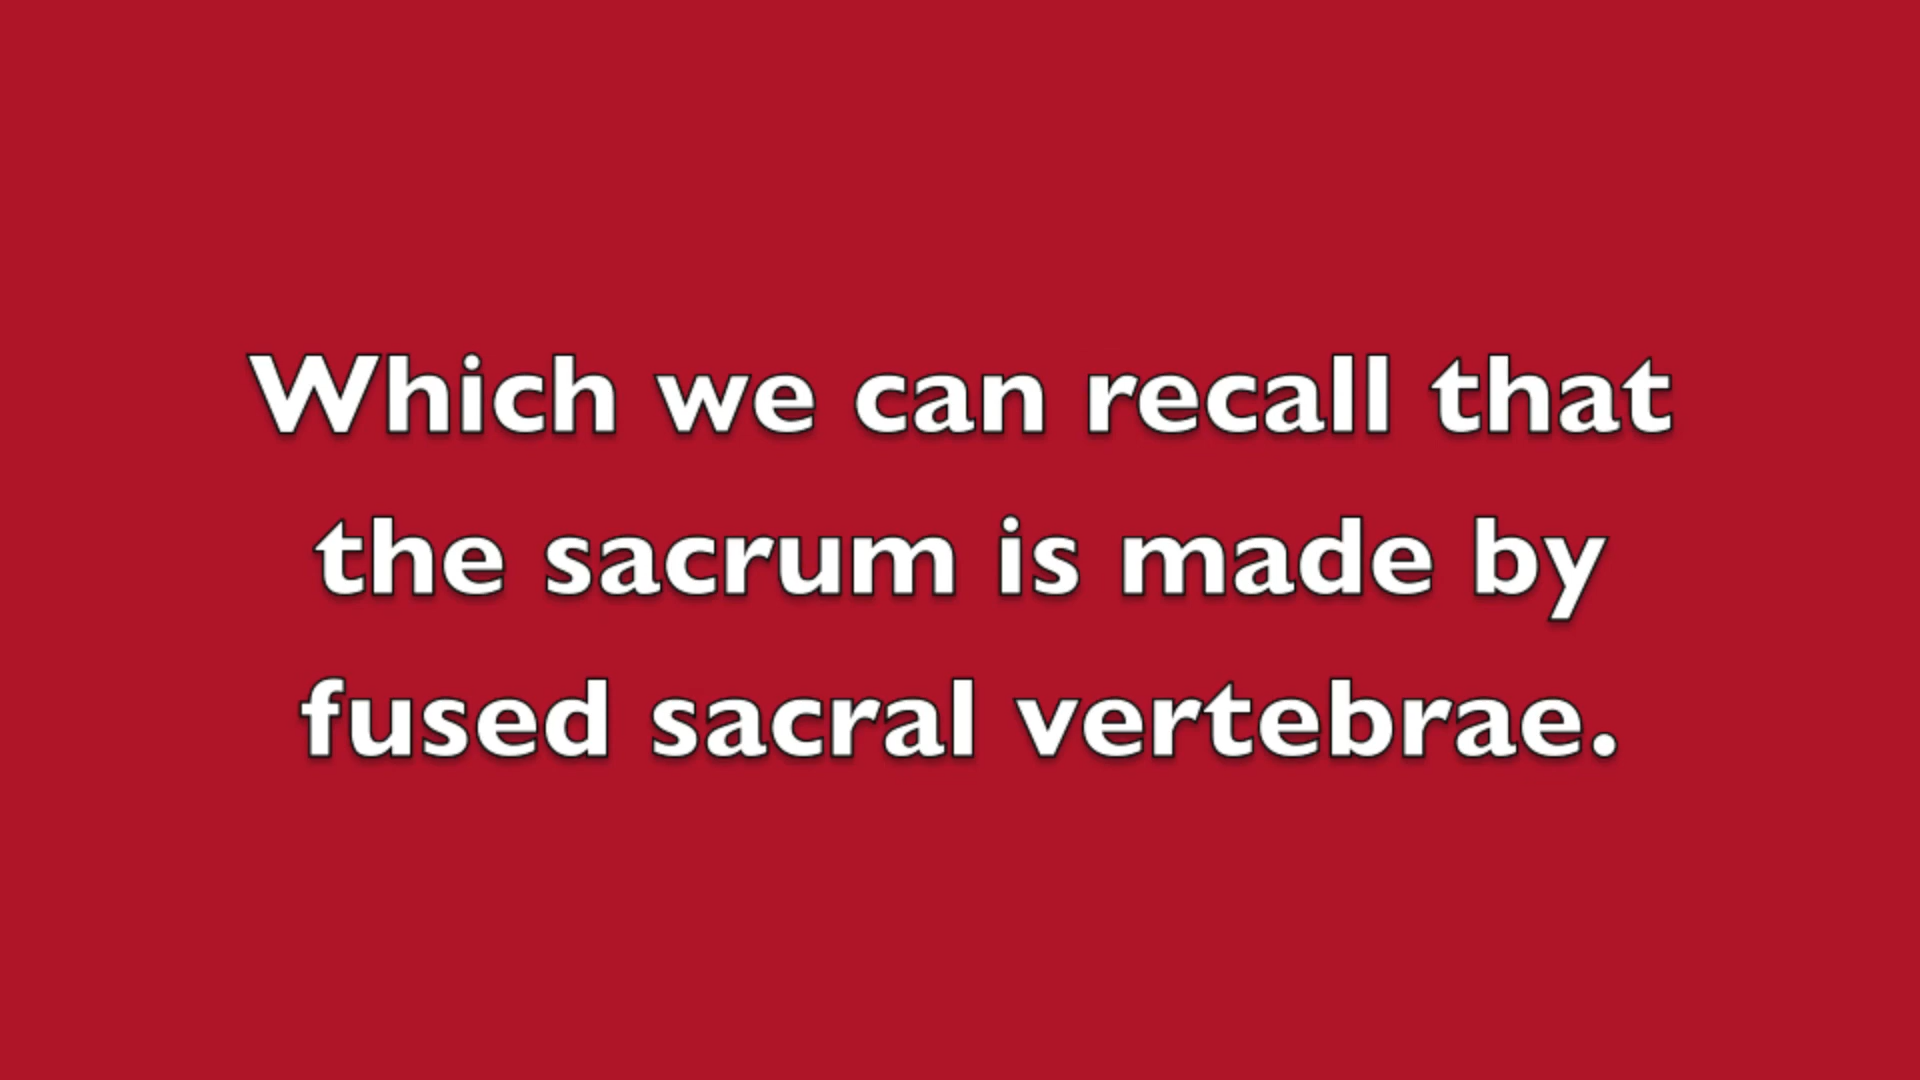 Which we can recall that
the sacrum is made by
fused sacral vertebrae.